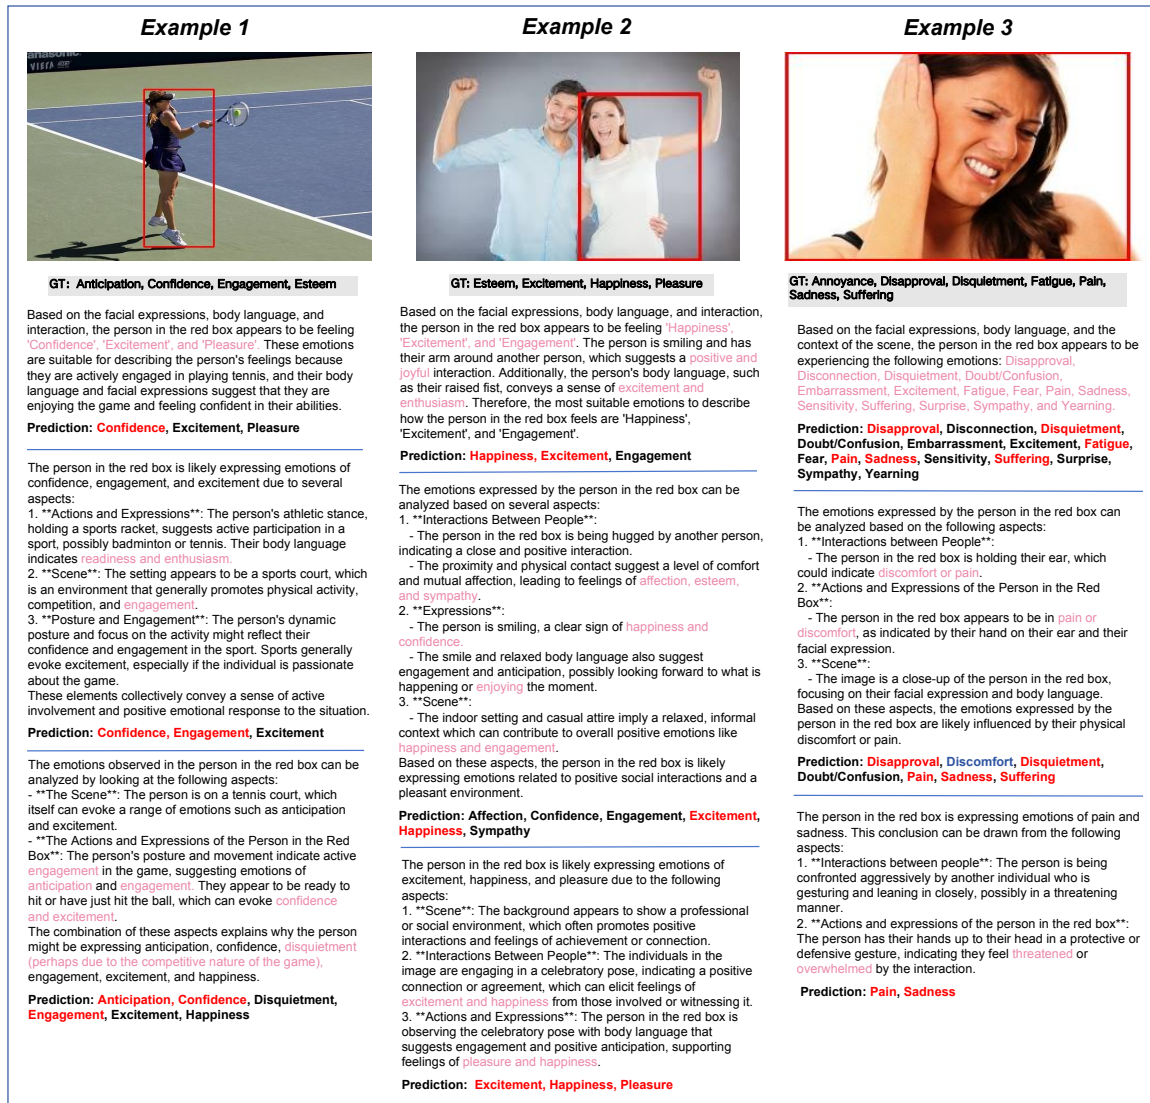 Example 1
Panasonic
VIERA
GT: Anticipation, Confidence, Engagement, Esteem
Based on the facial expressions, body language, and
interaction, the person in the red box appears to be feeling
'Confidence', 'Excitement', and 'Pleasure'. These emotions
are suitable for describing the person's feelings because
they are actively engaged in playing tennis, and their body
language and facial expressions suggest that they are
enjoying the game and feeling confident in their abilities.
Prediction: Confidence, Excitement, Pleasure
The person in the red box is likely expressing emotions of
confidence, engagement, and excitement due to several
aspects:
1. **Actions and Expressions**: The person's athletic stance,
holding a sports racket, suggests active participation in a
sport, possibly badminton or tennis. Their body language
indicates readiness and enthusiasm.
2. **Scene**: The setting appears to be a sports court, which
is an environment that generally promotes physical activity,
competition, and engagement.
3. **Posture and Engagement**: The person's dynamic
posture and focus on the activity might reflect their
confidence and engagement in the sport. Sports generally
evoke excitement, especially if the individual is passionate
about the game.
These elements collectively convey a sense of active
involvement and positive emotional response to the situation.
Prediction: Confidence, Engagement, Excitement
The emotions observed in the person in the red box can be
analyzed by looking at the following aspects:
- **The Scene**: The person is on a tennis court, which
itself can evoke a range of emotions such as anticipation
and excitement.
- **The Actions and Expressions of the Person in the Red
Box**: The person's posture and movement indicate active
engagement in the game, suggesting emotions of
anticipation and engagement. They appear to be ready to
hit or have just hit the ball, which can evoke confidence
and excitement.
The combination of these aspects explains why the person
might be expressing anticipation, confidence, disquietment
(perhaps due to the competitive nature of the game),
engagement, excitement, and happiness.
Prediction: Anticipation, Confidence, Disquietment,
Engagement, Excitement, Happiness
Example 2
GT: Esteem, Excitement, Happiness, Pleasure
Based on the facial expressions, body language, and interaction,
the person in the red box appears to be feeling 'Happiness',
'Excitement', and 'Engagement'. The person is smiling and has
their arm around another person, which suggests a positive and
joyful interaction. Additionally, the person's body language, such
as their raised fist, conveys a sense of excitement and
enthusiasm. Therefore, the most suitable emotions to describe
how the person in the red box feels are 'Happiness',
'Excitement', and 'Engagement'.
Prediction: Happiness, Excitement, Engagement
The emotions expressed by the person in the red box can be
analyzed based on several aspects:
1. **Interactions Between People**:
- The person in the red box is being hugged by another person,
indicating a close and positive interaction.
- The proximity and physical contact suggest a level of comfort
and mutual affection, leading to feelings of affection, esteem,
and sympathy.
2. **Expressions**:
- The person is smiling, a clear sign of happiness and
confidence.
- The smile and relaxed body language also suggest
engagement and anticipation, possibly looking forward to what is
happening or enjoying the moment.
3. **Scene**:
- The indoor setting and casual attire imply a relaxed, informal
context which can contribute to overall positive emotions like
happiness and engagement.
Based on these aspects, the person in the red box is likely
expressing emotions related to positive social interactions and a
pleasant environment.
Prediction: Affection, Confidence, Engagement, Excitement,
Happiness, Sympathy
The person in the red box is likely expressing emotions of
excitement, happiness, and pleasure due to the following
aspects:
1. **Scene**: The background appears to show a professional
or social environment, which often promotes positive
interactions and feelings of achievement or connection.
2. **Interactions Between People**: The individuals in the
image are engaging in a celebratory pose, indicating a positive
connection or agreement, which can elicit feelings of
excitement and happiness from those involved or witnessing it.
3. **Actions and Expressions**: The person in the red box is
observing the celebratory pose with body language that
suggests engagement and positive anticipation, supporting
feelings of pleasure and happiness.
Prediction: Excitement, Happiness, Pleasure
Example 3
GT: Annoyance, Disapproval, Disquietment, Fatigue, Pain,
Sadness, Suffering
Based on the facial expressions, body language, and the
context of the scene, the person in the red box appears to be
experiencing the following emotions: Disapproval,
Disconnection, Disquietment, Doubt/Confusion,
Embarrassment, Excitement, Fatigue, Fear, Pain, Sadness,
Sensitivity, Suffering, Surprise, Sympathy, and Yearning.
Prediction: Disapproval, Disconnection, Disquietment,
Doubt/Confusion, Embarrassment, Excitement, Fatigue,
Fear, Pain, Sadness, Sensitivity, Suffering, Surprise,
Sympathy, Yearning
The emotions expressed by the person in the red box can
be analyzed based on the following aspects:
1. **Interactions between People**:
- The person in the red box is holding their ear, which
could indicate discomfort or pain.
2. **Actions and Expressions of the Person in the Red
Box**:
- The person in the red box appears to be in pain or
discomfort, as indicated by their hand on their ear and their
facial expression.
3. **Scene**:
- The image is a close-up of the person in the red box,
focusing on their facial expression and body language.
Based on these aspects, the emotions expressed by the
person in the red box are likely influenced by their physical
discomfort or pain.
Prediction: Disapproval, Discomfort, Disquietment,
Doubt/Confusion, Pain, Sadness, Suffering
The person in the red box is expressing emotions of pain and
sadness. This conclusion can be drawn from the following
aspects:
1. **Interactions between people**: The person is being
confronted aggressively by another individual who is
gesturing and leaning in closely, possibly in a threatening
manner.
2. **Actions and expressions of the person in the red box**:
The person has their hands up to their head in a protective or
defensive gesture, indicating they feel threatened or
overwhelmed by the interaction.
Prediction: Pain, Sadness